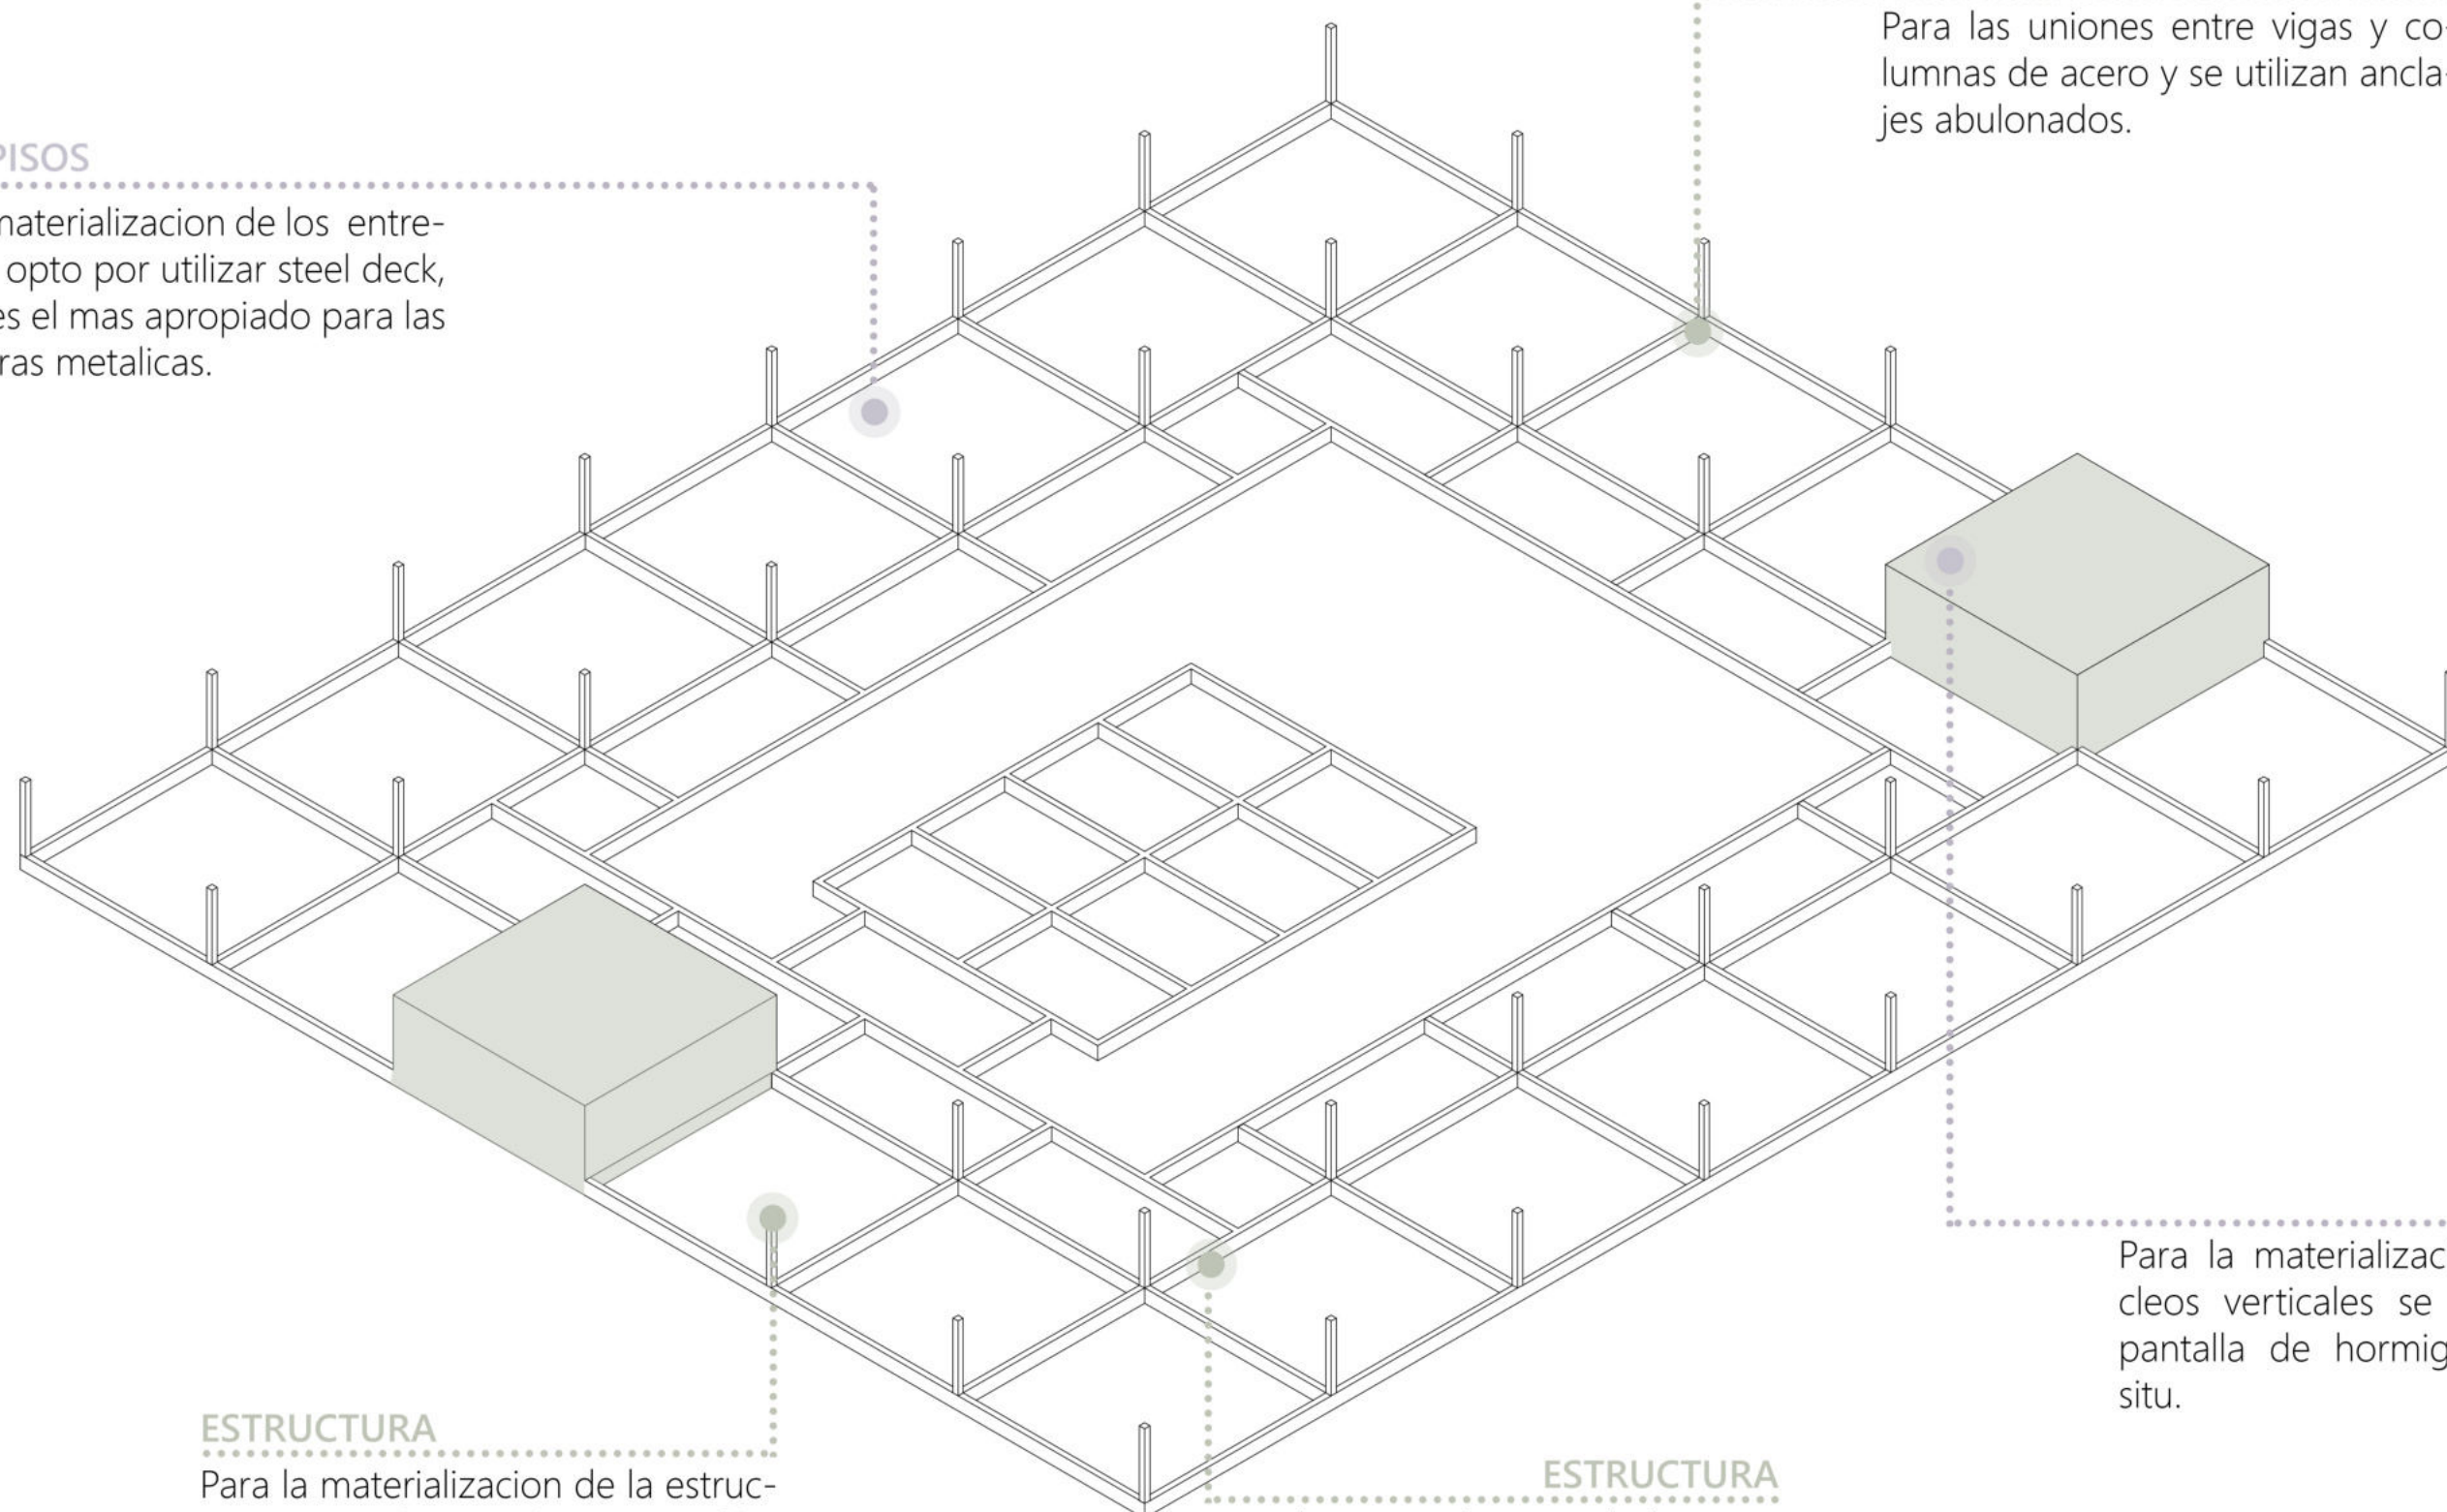 Para las uniones entre vigas y co-
lumnas de acero y se utilizan ancla-
jes abulonados.
PISOS
materializacion de los entre-
opto por utilizar steel deck,
es el mas apropiado para las
ras metalicas.
Para la materializac
cleos verticales se
pantalla de hormig
situ.
ESTRUCTURA
Para la materializacion de la estruc-
ESTRUCTURA